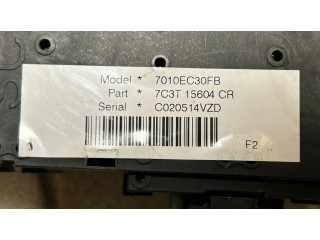 Model * 7010EC30FB
Part * 7C3T 15604 CR
Serial * C020514VZD
F2